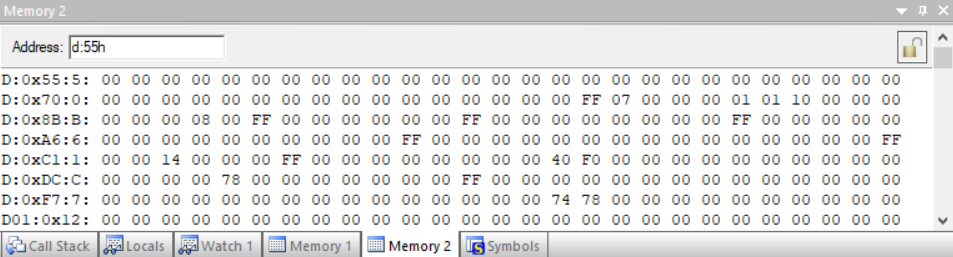 Memory 2
Address: d:55h
D:0x55:5: 00 00 00 00 00 00 00 00 00 00 00 00 00 00 00 00 00 00 00 00 00 00 00 00 00 00 00
D:0x70:0: 00 00 00 00 00 00 00 00 00 00 00 00 00 00 00 00 FF 07 00 00 00 01 01 10 00 00 00
D:0x8B:B: 00 00 00 08 00 FF 00 00 00 00 00 00 FF 00 00 00 00 00 00 00 00 FF 00 00 00 00 00
D:0xA6:6: 00 00 00 00 00 00 00 00 00 00 FF 00 00 00 00 00 00 00 00 00 00 00 00 00 00 00 FF
D:0xC1:1: 00 00 14 00 00 00 FF 00 00 00 00 00 00 00 00 40 F0 00 00 00 00 00 00 00 00 00 00
D:0xDC:C: 00 00 00 00 78 00 00 00 00 00 00 00 FF 00 00 00 00 00 00 00 00 00 00 00 00 00 00
D:0xF7:7: 00 00 00 00 00 00 00 00 00 00 00 00 00 00 00 74 78 00 00 00 00 00 00 00 00 00 00
D01:0x12: 00 00 00 00 00 00 00 00 00 00 00 00 00 00 00 00 00 00 00 00 00 00 00 00 00 00 00
Call Stack Locals Watch 1 Memory 1 Memory 2 Symbols